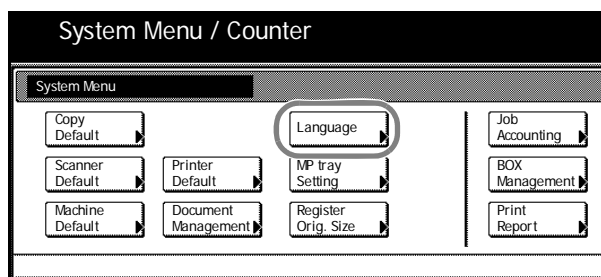 System Menu / Counter
System Menu
Copy
Default
Language
Job
Accounting
Scanner
Default
Printer
Default
MP tray
Setting
BOX
Management
Machine
Default
Document
Management
Register
Orig. Size
Print
Report